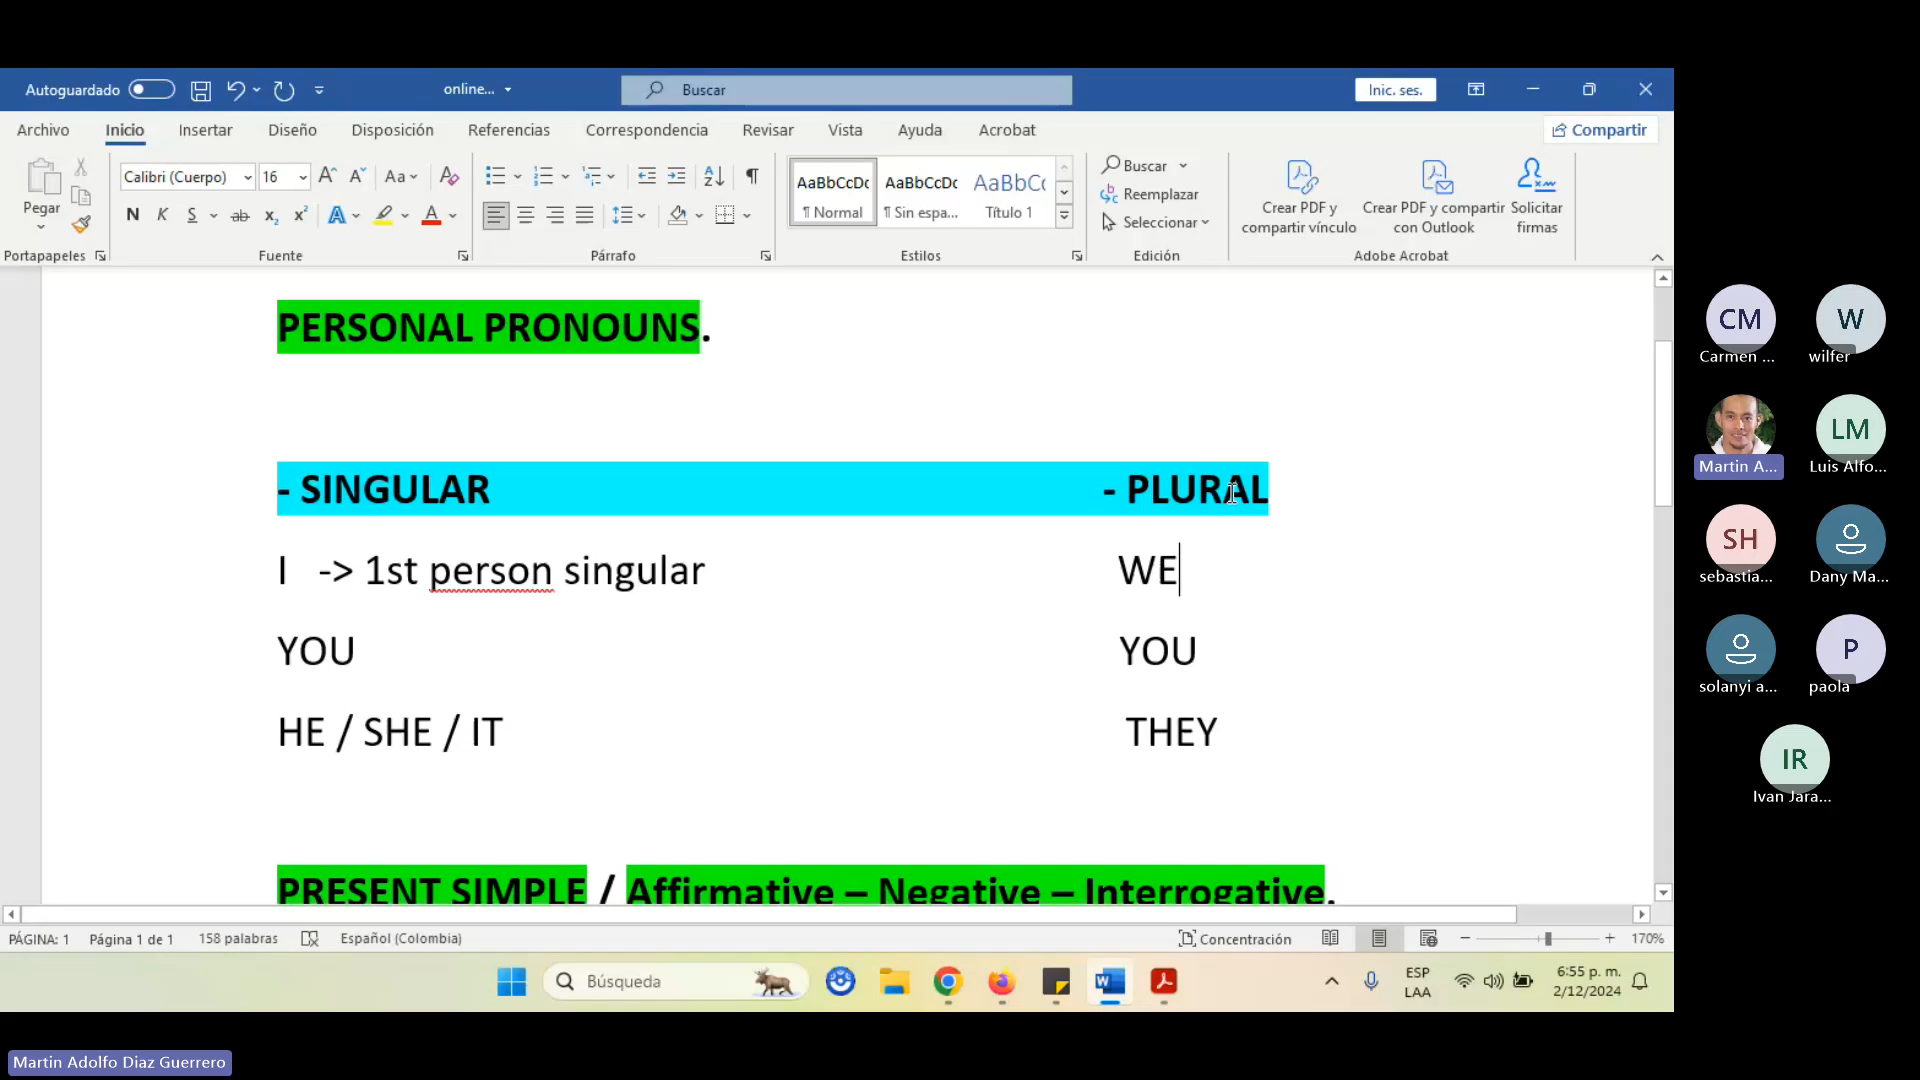 Autoguardado online... Buscar Inic. ses.
Archivo Inicio Insertar Diseño Disposición Referencias Correspondencia Revisar Vista Ayuda Acrobat Compartir
Pegar
Calibri (Cuerpo) 16 Aa
N K S ab x₂ x² A A
AaBbCcDc AaBbCcDc AaBbC
¶ Normal ¶ Sin espa... Título 1
Buscar
Reemplazar
Seleccionar
Crear PDF y compartir vínculo
Crear PDF y compartir con Outlook
Solicitar firmas
Portapapeles Fuente Párrafo Estilos Edición Adobe Acrobat
PERSONAL PRONOUNS.
- SINGULAR - PLURAL
I -> 1st person singular WE
YOU YOU
HE / SHE / IT THEY
PRESENT SIMPLE / Affirmative – Negative – Interrogative.
PÁGINA: 1 Página 1 de 1 158 palabras Español (Colombia) Concentración 170%
Búsqueda
ESP
LAA
6:55 p. m.
2/12/2024
CM
Carmen ...
W
wilfer
Martin A...
LM
Luis Alfo...
SH
sebastia...
Dany Ma...
solanyi a...
P
paola
IR
Ivan Jara...
Martin Adolfo Diaz Guerrero